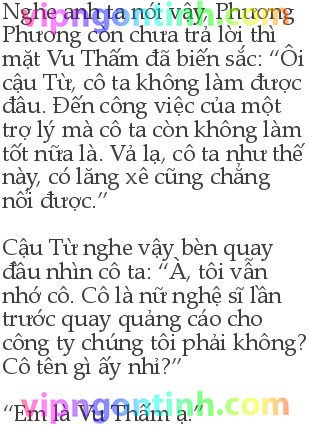 Nghe anh ta nói vậy, Phương
Phương còn chưa trả lời thì
mặt Vu Thấm đã biến sắc: “Ôi
cậu Từ, cô ta không làm được
đâu. Đến công việc của một
trợ lý mà cô ta còn không làm
tốt nữa là. Vả lạ, cô ta như thế
này, có lăng xê cũng chẳng
nổi được.”
Cậu Từ nghe vậy bèn quay
đầu nhìn cô ta: “À, tôi vẫn
nhớ cô. Cô là nữ nghệ sĩ lần
trước quay quảng cáo cho
công ty chúng tôi phải không?
Cô tên gì ấy nhỉ?”
“Em là Vu Thấm ạ.”
vipngontinh.com
vipngontinh.com